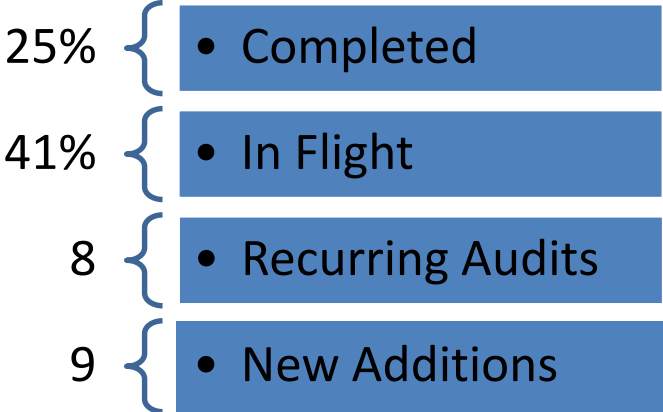 25% • Completed
41% • In Flight
8 • Recurring Audits
9 • New Additions